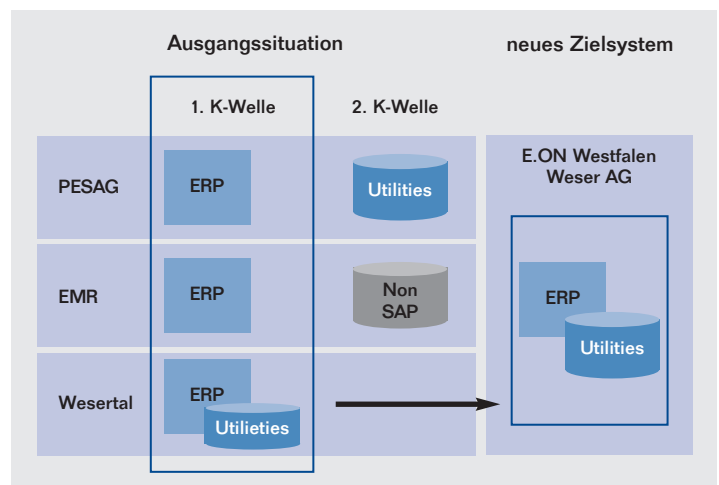 Ausgangssituation
neues Zielsystem
1. K-Welle
2. K-Welle
PESAG
ERP
Utilities
E.ON Westfalen
Weser AG
EMR
ERP
Non
SAP
ERP
Utilities
Wesertal
ERP
Utilieties